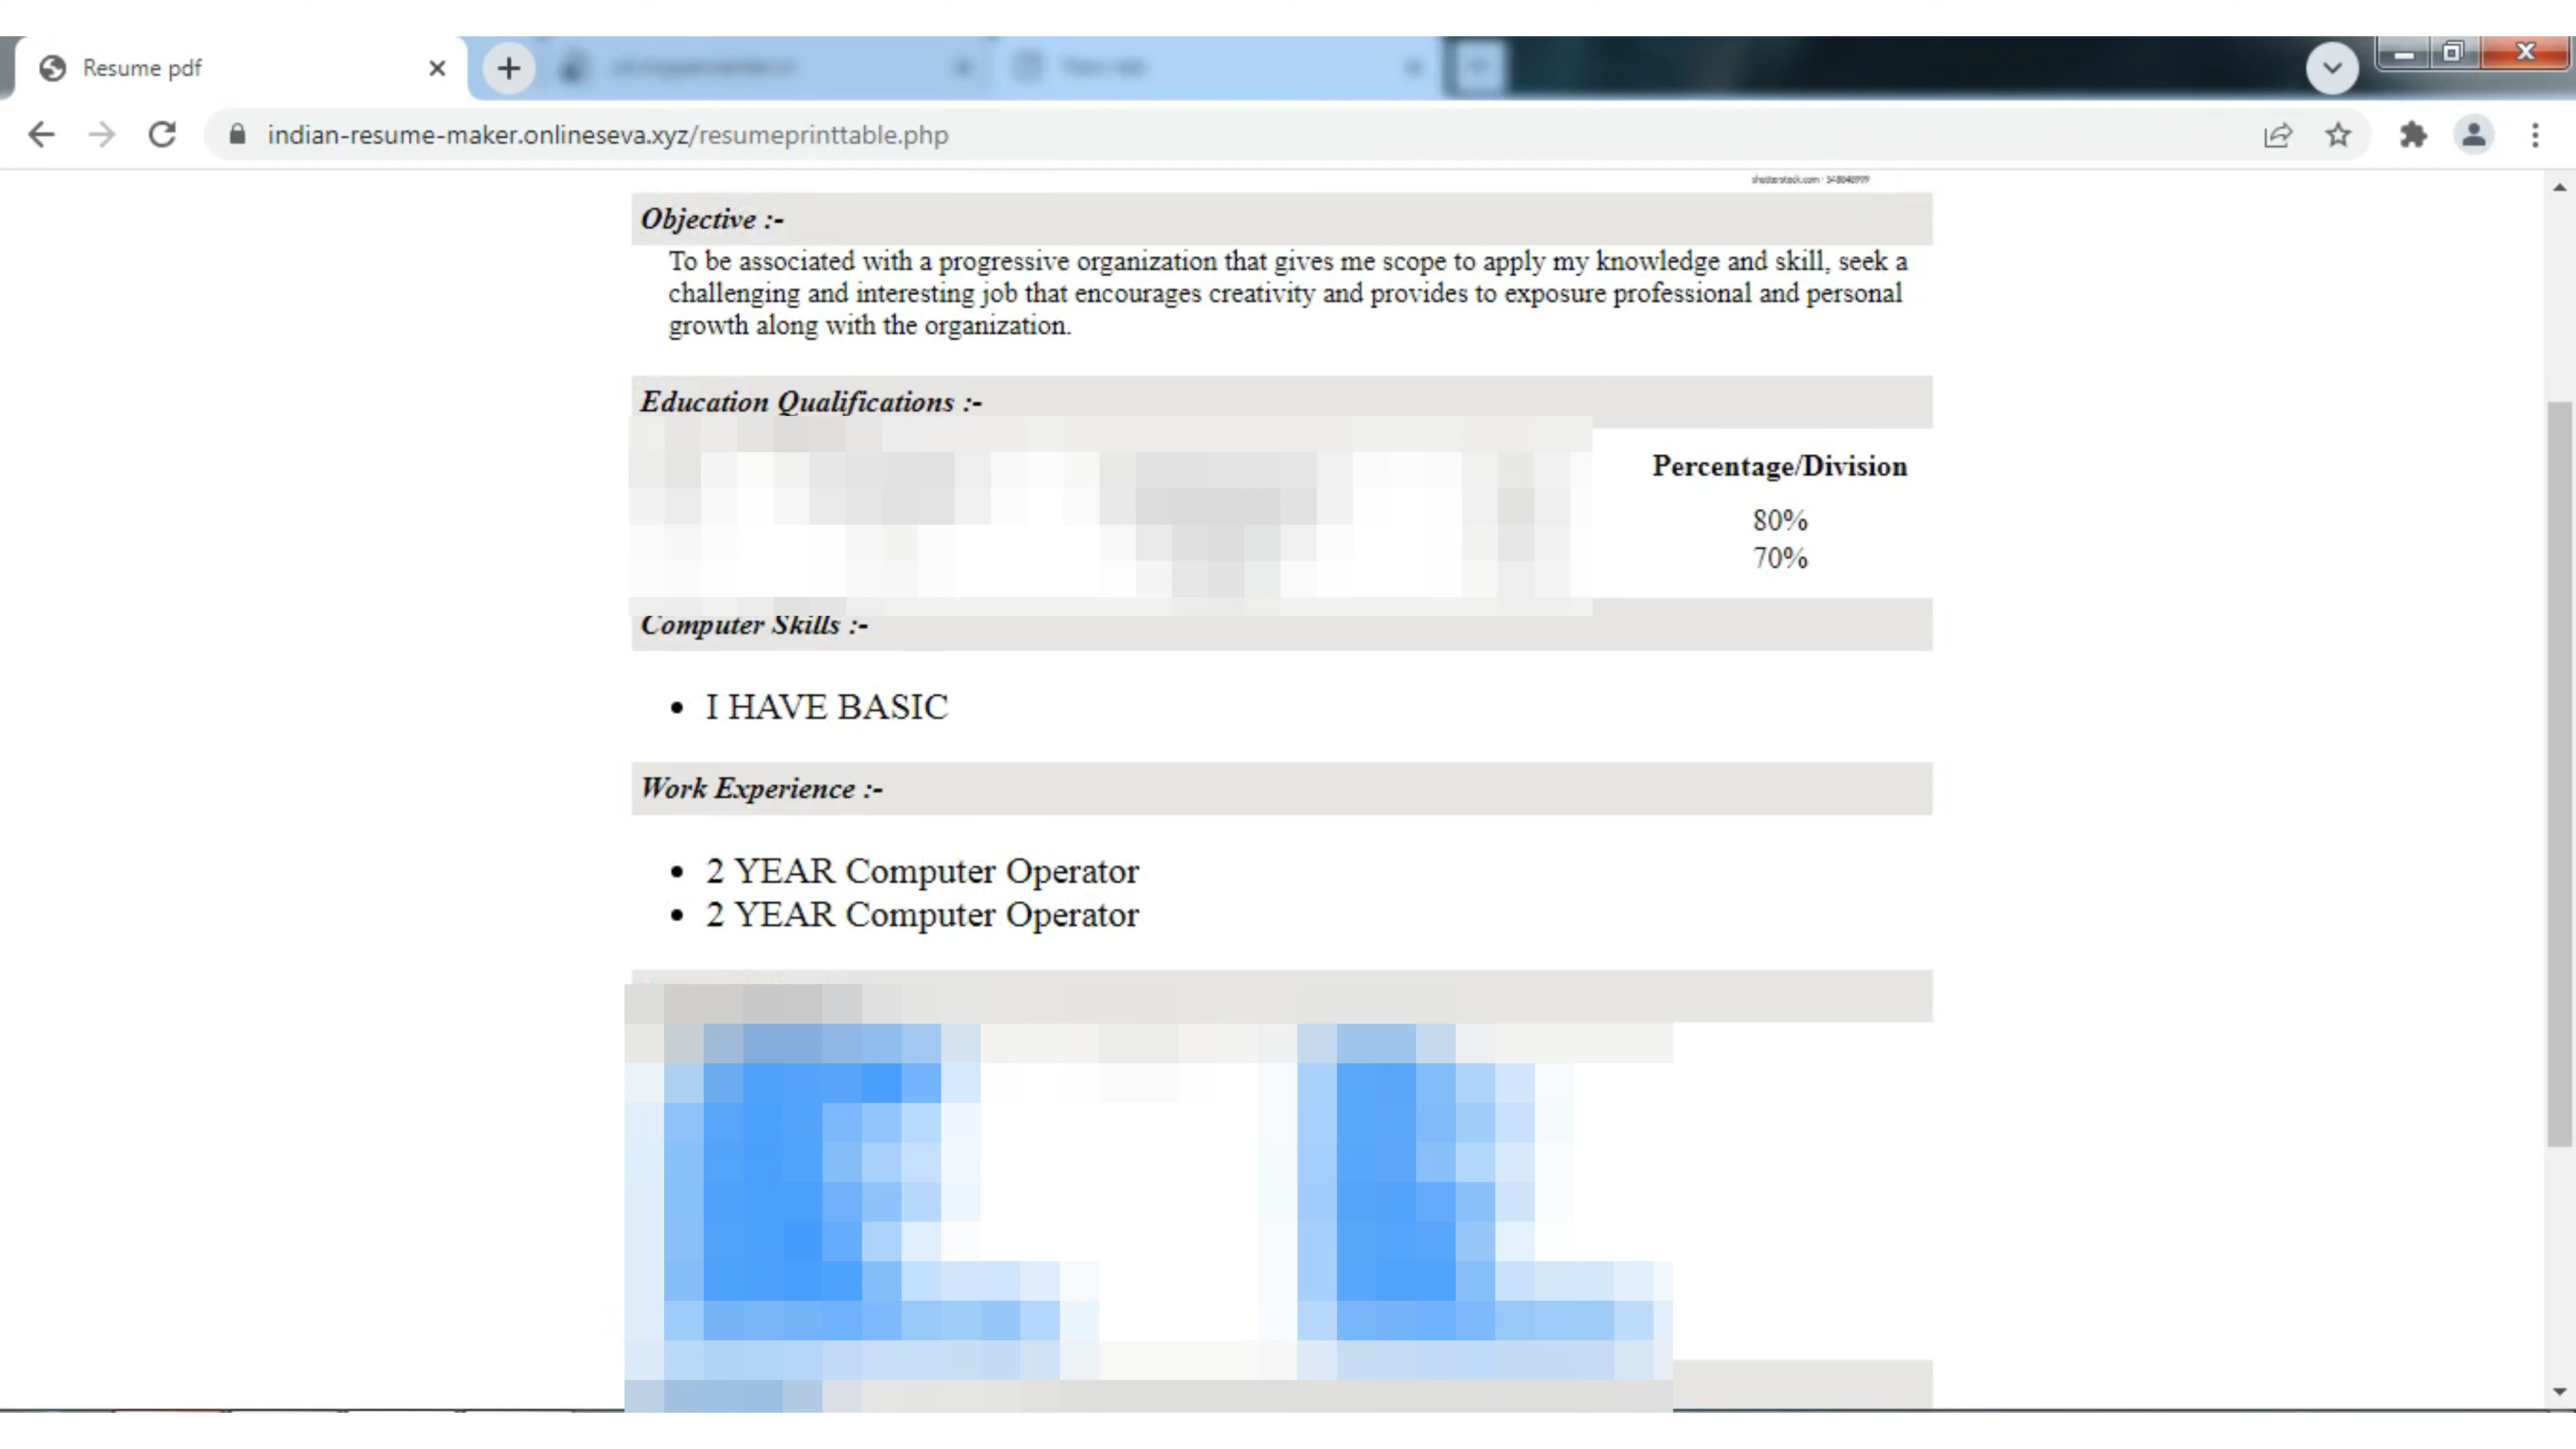 Resume pdf
indian-resume-maker.onlineseva.xyz/resumeprinttable.php
Objective :-
To be associated with a progressive organization that gives me scope to apply my knowledge and skill, seek a
challenging and interesting job that encourages creativity and provides to exposure professional and personal
growth along with the organization.
Education Qualifications :-
Percentage/Division
80%
70%
Computer Skills :-
• I HAVE BASIC
Work Experience :-
• 2 YEAR Computer Operator
• 2 YEAR Computer Operator